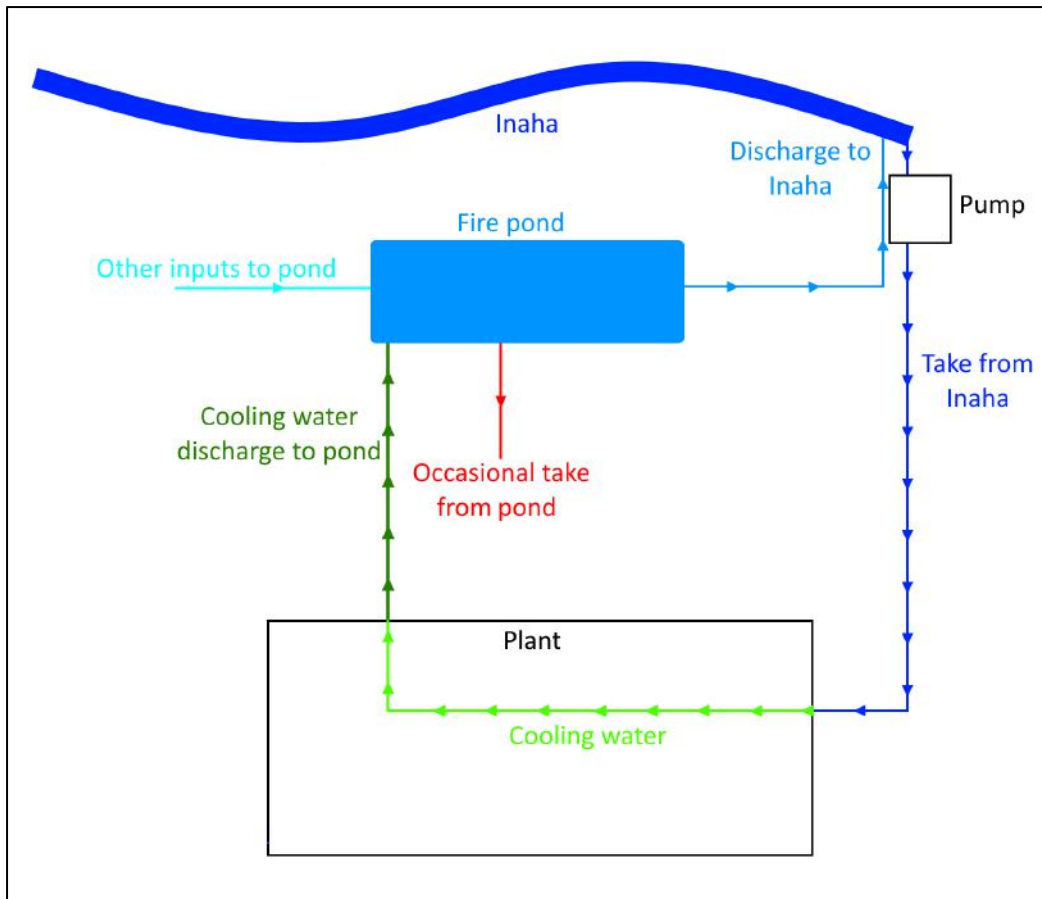 Inaha
Discharge to
Inaha
Pump
Fire pond
Other inputs to pond
Take from
Inaha
Cooling water
discharge to pond
Occasional take
from pond
Plant
Cooling water